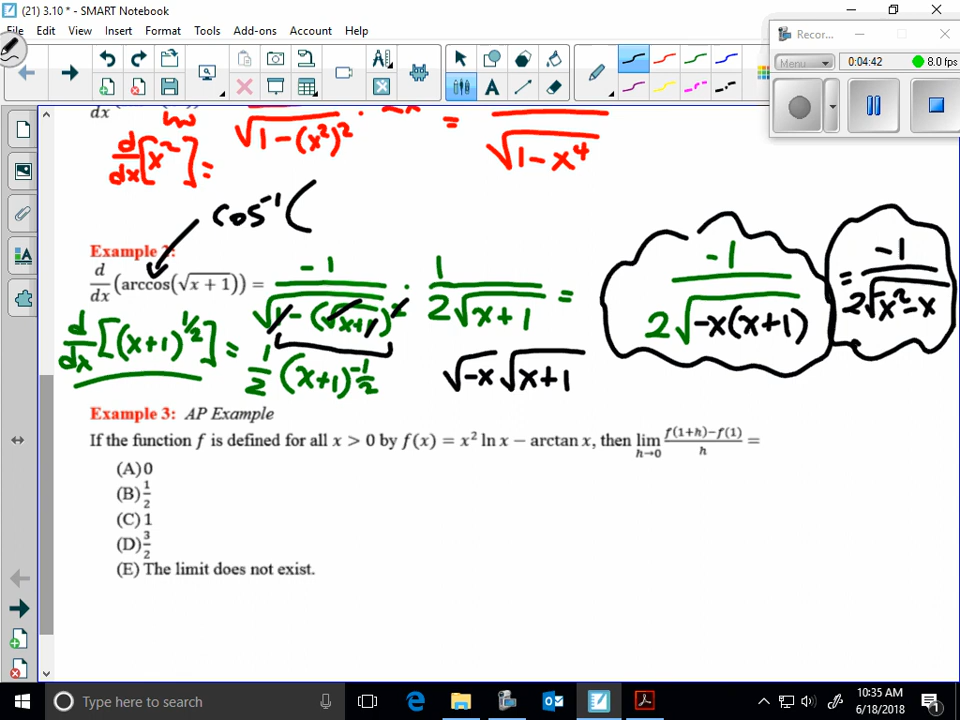 (21) 3.10 * - SMART Notebook
File Edit View Insert Format Tools Add-ons Account Help
Recor...
Menu
0:04:42
8.0 fps
dx
√1-(x²)² · = √1-x⁴
d/dx[x²]=
cos⁻¹(
Example 2:
d/dx (arccos(√x + 1)) = -1/√1-(√x+1)² · 1/2√x+1 = -1/2√-x(x+1) = -1/2√x²-x
d/dx[(x+1)^1/2] = 1/2 (x+1)^-1/2 √-x √x+1
Example 3: AP Example
If the function f is defined for all x > 0 by f(x) = x² ln x − arctan x, then lim h→0 f(1+h)−f(1)/h =
(A) 0
(B) 1/2
(C) 1
(D) 3/2
(E) The limit does not exist.
Type here to search
10:35 AM
6/18/2018
1